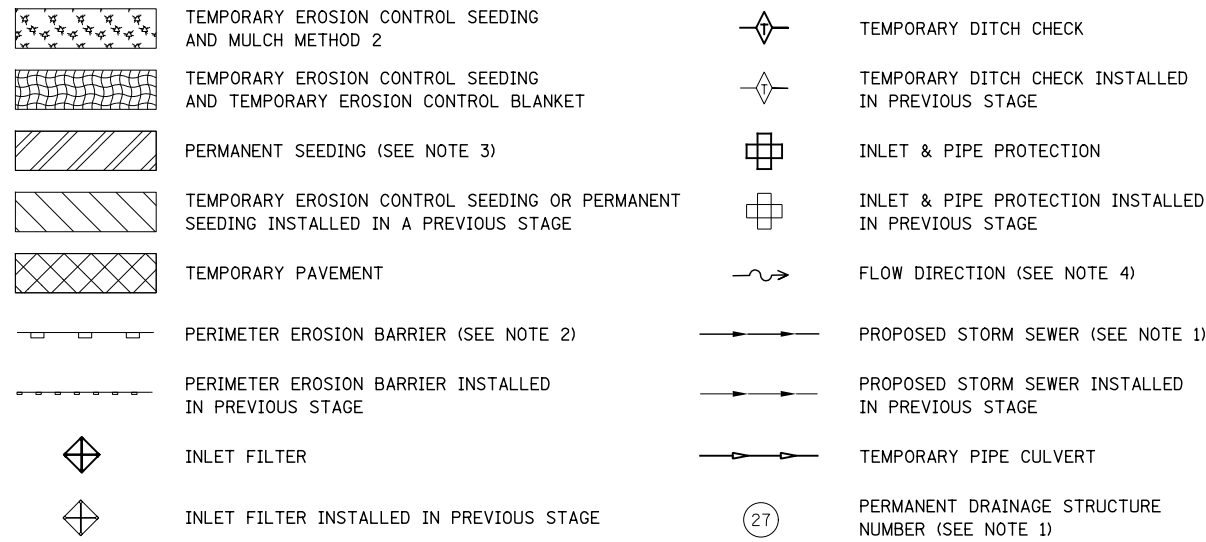 TEMPORARY EROSION CONTROL SEEDING
AND MULCH METHOD 2
TEMPORARY EROSION CONTROL SEEDING
AND TEMPORARY EROSION CONTROL BLANKET
PERMANENT SEEDING (SEE NOTE 3)
TEMPORARY EROSION CONTROL SEEDING OR PERMANENT
SEEDING INSTALLED IN A PREVIOUS STAGE
TEMPORARY PAVEMENT
PERIMETER EROSION BARRIER (SEE NOTE 2)
PERIMETER EROSION BARRIER INSTALLED
IN PREVIOUS STAGE
INLET FILTER
INLET FILTER INSTALLED IN PREVIOUS STAGE
T
TEMPORARY DITCH CHECK
T
TEMPORARY DITCH CHECK INSTALLED
IN PREVIOUS STAGE
INLET & PIPE PROTECTION
INLET & PIPE PROTECTION INSTALLED
IN PREVIOUS STAGE
FLOW DIRECTION (SEE NOTE 4)
PROPOSED STORM SEWER (SEE NOTE 1)
PROPOSED STORM SEWER INSTALLED
IN PREVIOUS STAGE
TEMPORARY PIPE CULVERT
27
PERMANENT DRAINAGE STRUCTURE
NUMBER (SEE NOTE 1)